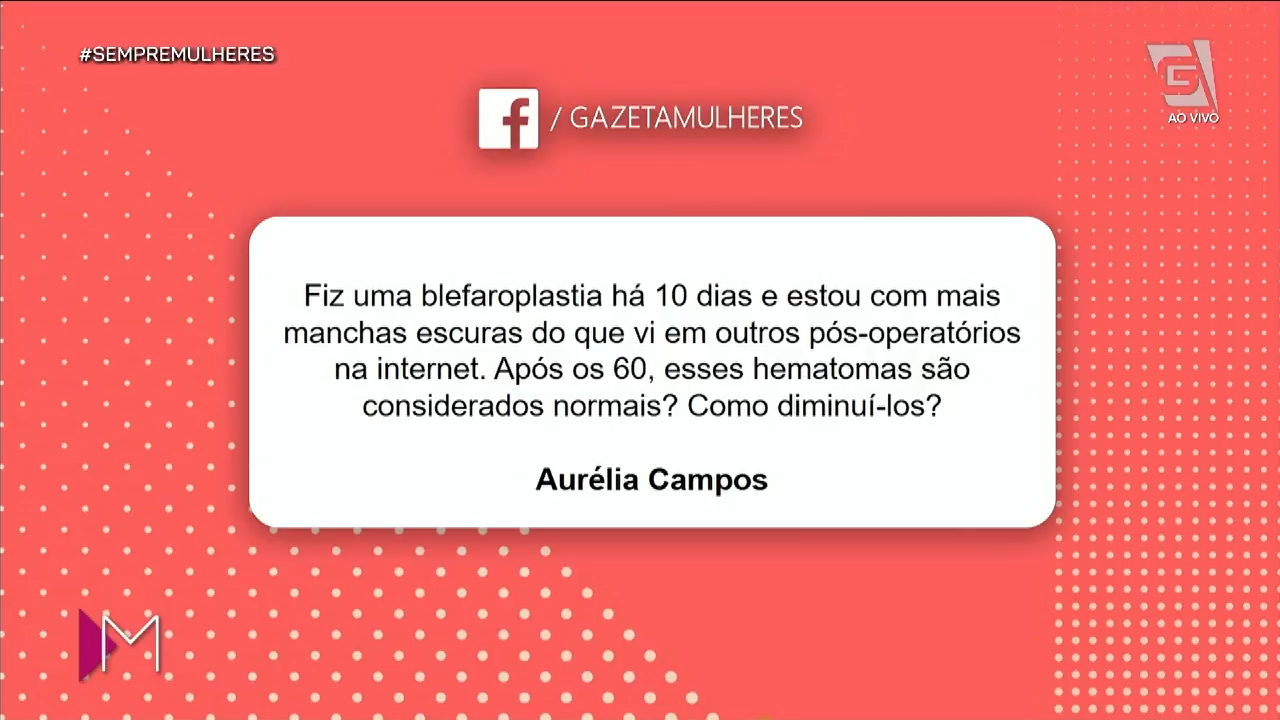 #SEMPREMULHERES
G
AO VIVO
f / GAZETAMULHERES
Fiz uma blefaroplastia há 10 dias e estou com mais
manchas escuras do que vi em outros pós-operatórios
na internet. Após os 60, esses hematomas são
considerados normais? Como diminuí-los?
Aurélia Campos
M